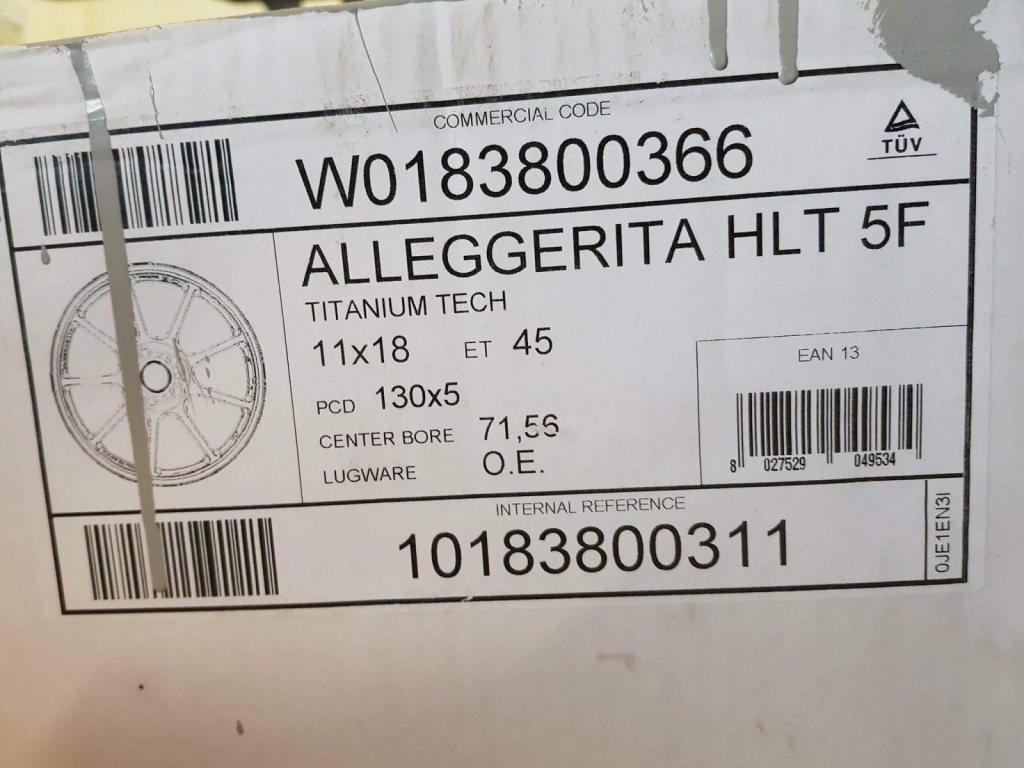 COMMERCIAL CODE
W0183800366
TÜV
ALLEGGERITA HLT 5F
TITANIUM TECH
11x18 ET 45
PCD 130x5
CENTER BORE 71,56
LUGWARE O.E.
EAN 13
8 027529 049534
INTERNAL REFERENCE
10183800311
0JE1EN3I